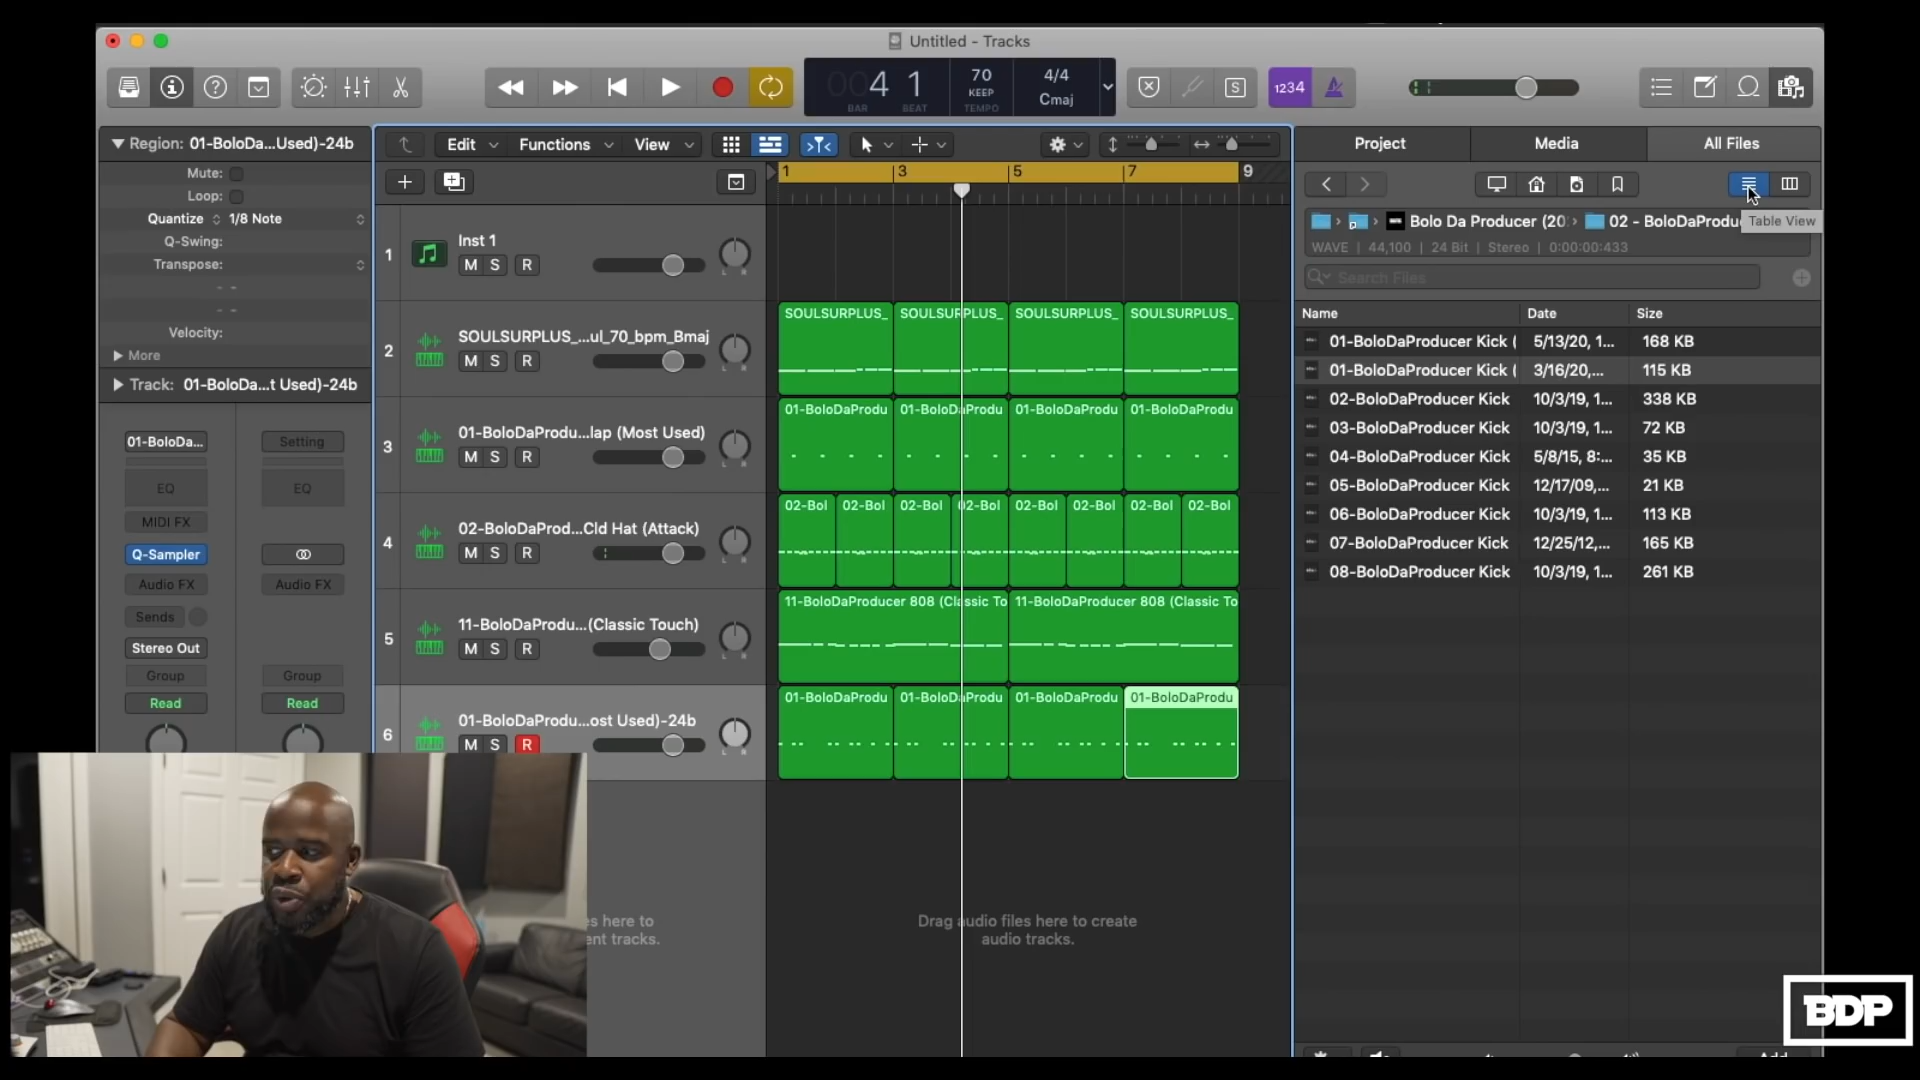 Untitled - Tracks
004 1
BAR BEAT
70
KEEP
TEMPO
4/4
Cmaj
S
1234
Region: 01-BoloDa...Used)-24b
Mute:
Loop:
Quantize 1/8 Note
Q-Swing:
Transpose:
Velocity:
More
Track: 01-BoloDa...t Used)-24b
01-BoloDa...
Setting
EQ
EQ
MIDI FX
Q-Sampler
Audio FX
Audio FX
Sends
Stereo Out
Group
Group
Read
Read
Edit
Functions
View
1
3
5
7
9
1
Inst 1
M S R
L R
2
SOULSURPLUS_...ul_70_bpm_Bmaj
M S R
L R
SOULSURPLUS_
SOULSURPLUS_
SOULSURPLUS_
SOULSURPLUS_
3
01-BoloDaProdu...lap (Most Used)
M S R
L R
01-BoloDaProdu
01-BoloDaProdu
01-BoloDaProdu
01-BoloDaProdu
4
02-BoloDaProd...Cld Hat (Attack)
M S R
L R
02-Bol
02-Bol
02-Bol
02-Bol
02-Bol
02-Bol
02-Bol
02-Bol
5
11-BoloDaProdu...(Classic Touch)
M S R
L R
11-BoloDaProducer 808 (Classic To
11-BoloDaProducer 808 (Classic To
6
01-BoloDaProdu...ost Used)-24b
M S R
L R
01-BoloDaProdu
01-BoloDaProdu
01-BoloDaProdu
01-BoloDaProdu
s here to
ent tracks.
Drag audio files here to create
audio tracks.
Project
Media
All Files
Bolo Da Producer (20 02 - BoloDaProdu
Table View
WAVE | 44,100 | 24 Bit | Stereo | 0:00:00:433
Search Files
Name Date Size
01-BoloDaProducer Kick ( 5/13/20, 1... 168 KB
01-BoloDaProducer Kick ( 3/16/20,... 115 KB
02-BoloDaProducer Kick 10/3/19, 1... 338 KB
03-BoloDaProducer Kick 10/3/19, 1... 72 KB
04-BoloDaProducer Kick 5/8/15, 8:... 35 KB
05-BoloDaProducer Kick 12/17/09,... 21 KB
06-BoloDaProducer Kick 10/3/19, 1... 113 KB
07-BoloDaProducer Kick 12/25/12,... 165 KB
08-BoloDaProducer Kick 10/3/19, 1... 261 KB
BDP